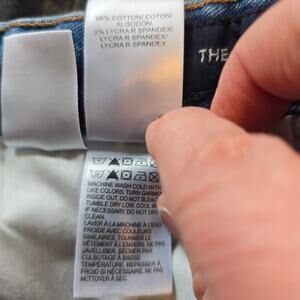 98% COTTON/ COTTON/
ALGODON,
2% LYCRA R SPANDEX/
LYCRA R SPANDEX/
LYCRA R SPANDEX
THE
MACHINE WASH COLD WITH
LIKE COLORS, TURN GARMENT
INSIDE OUT, DO NOT BLEACH
TUMBLE DRY LOW, COOL IRON
IF NECESSARY, DO NOT DRY
CLEAN.
LAVER À LA MACHINE À L'EAU
FROIDE AVEC COULEURS
SIMILAIRES, TOURNER LE
VÊTEMENT À L'ENVERS, NE PAS
JAVELLISER, SÉCHER PAR
CULBUTAGE À BASSE
TEMPÉRATURE, REPASSER À
FROID SI NÉCESSAIRE, NE PAS
NETTOYER À SEC.